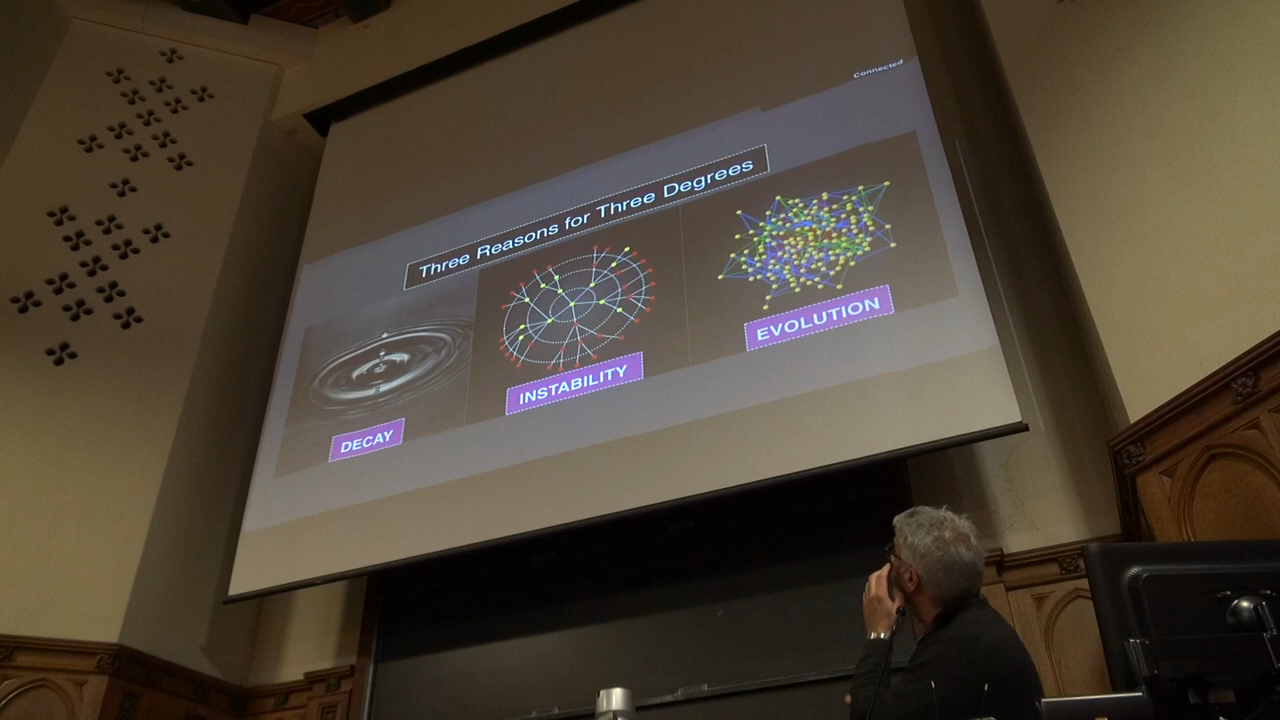 Connected
Three Reasons for Three Degrees
DECAY
INSTABILITY
EVOLUTION